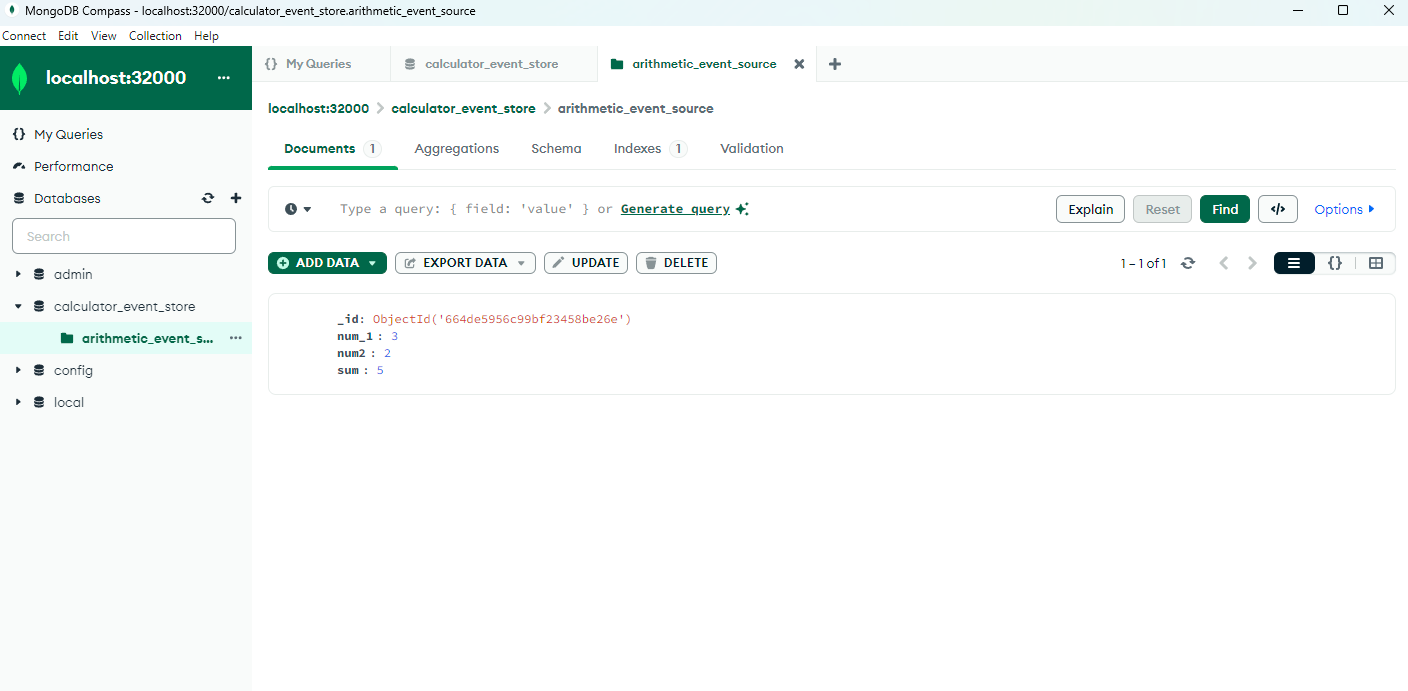 MongoDB Compass - localhost:32000/calculator_event_store.arithmetic_event_source
Connect Edit View Collection Help
localhost:32000 ...
{} My Queries
Performance
Databases
Search
admin
calculator_event_store
arithmetic_event_s... ...
config
local
{} My Queries calculator_event_store arithmetic_event_source
localhost:32000 > calculator_event_store > arithmetic_event_source
Documents 1 Aggregations Schema Indexes 1 Validation
Type a query: { field: 'value' } or Generate query Explain Reset Find </> Options
ADD DATA EXPORT DATA UPDATE DELETE 1 – 1 of 1 {}
_id: ObjectId('664de5956c99bf23458be26e')
num_1 : 3
num2 : 2
sum : 5